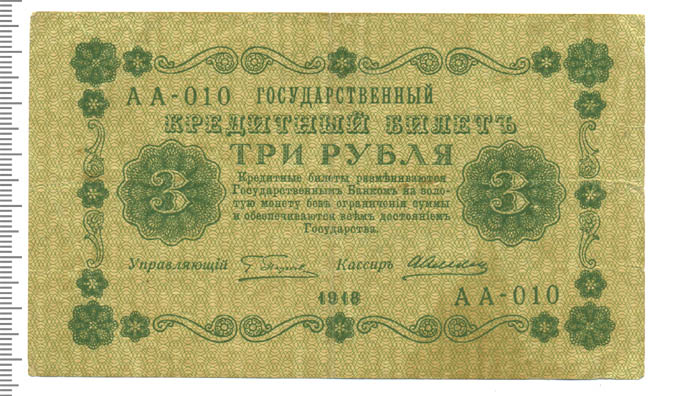 АА-010 ГОСУДАРСТВЕННЫЙ
КРЕДИТНЫЙ БИЛЕТЪ
ТРИ РУБЛЯ
3
3
Кредитные билеты размѣниваются
Государственнымъ Банкомъ на золо-
тую монету безъ ограниченія суммы
и обезпечиваются всѣмъ достояніемъ
Государства.
Управляющій
Кассиръ
1918
АА-010